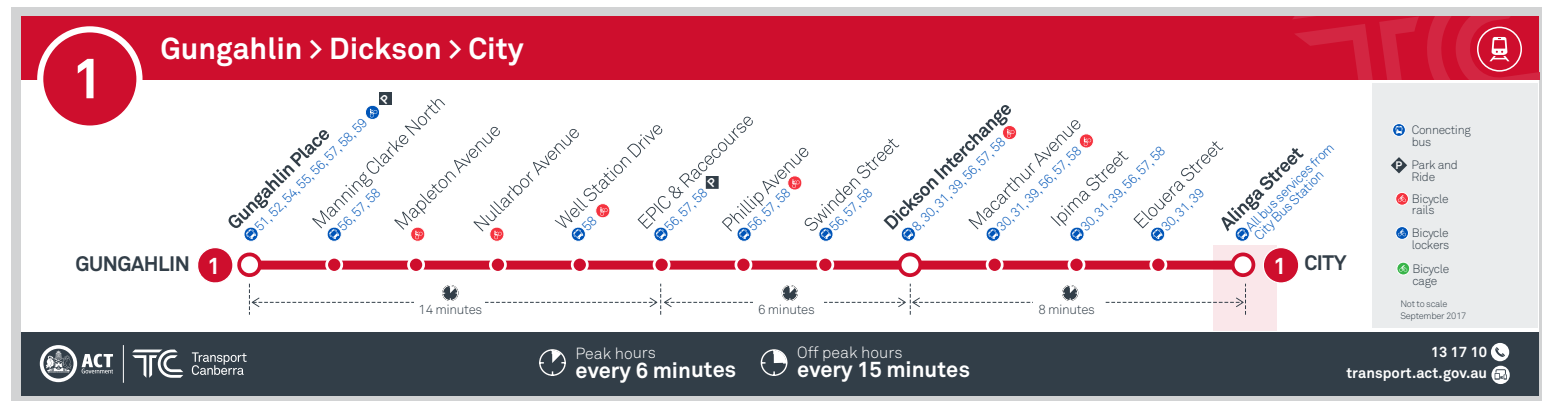 1
Gungahlin > Dickson > City
TC
Gungahlin Place
51, 52, 54, 55, 56, 57, 58, 59
P
Manning Clarke North
56, 57, 58
Mapleton Avenue
Nullarbor Avenue
Well Station Drive
58
EPIC & Racecourse
56, 57, 58
P
Phillip Avenue
56, 57, 58
Swinden Street
56, 57, 58
Dickson Interchange
8, 30, 31, 39, 56, 57, 58
Macarthur Avenue
30, 31, 39, 56, 57, 58
Ipima Street
30, 31, 39, 56, 57, 58
Elouera Street
30, 31, 39
Alinga Street
All bus services from
City Bus Station
GUNGAHLIN 1
1 CITY
14 minutes
6 minutes
8 minutes
Connecting
bus
P Park and
Ride
Bicycle
rails
Bicycle
lockers
Bicycle
cage
Not to scale
September 2017
ACT
Government
TC Transport
Canberra
Peak hours
every 6 minutes
Off peak hours
every 15 minutes
13 17 10
transport.act.gov.au